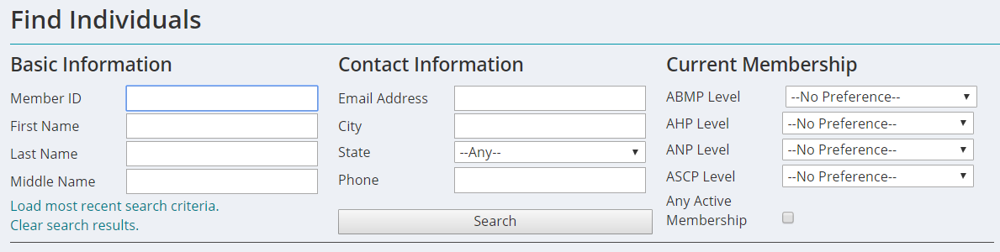 Find Individuals
Basic Information
Member ID
First Name
Last Name
Middle Name
Load most recent search criteria.
Clear search results.
Contact Information
Email Address
City
State --Any--
Phone
Search
Current Membership
ABMP Level --No Preference--
AHP Level --No Preference--
ANP Level --No Preference--
ASCP Level --No Preference--
Any Active
Membership